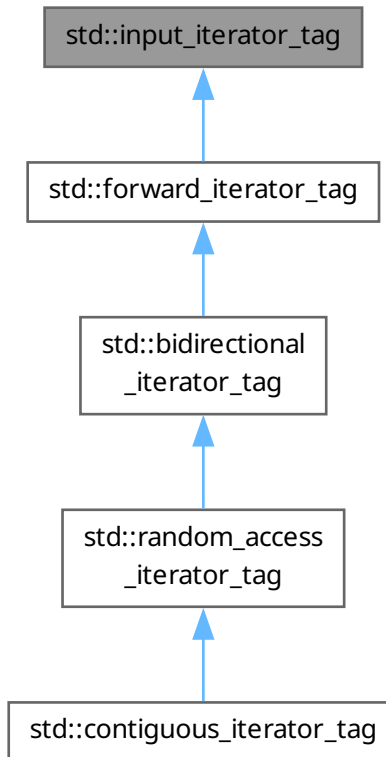 std::input_iterator_tag
std::forward_iterator_tag
std::bidirectional
_iterator_tag
std::random_access
_iterator_tag
std::contiguous_iterator_tag